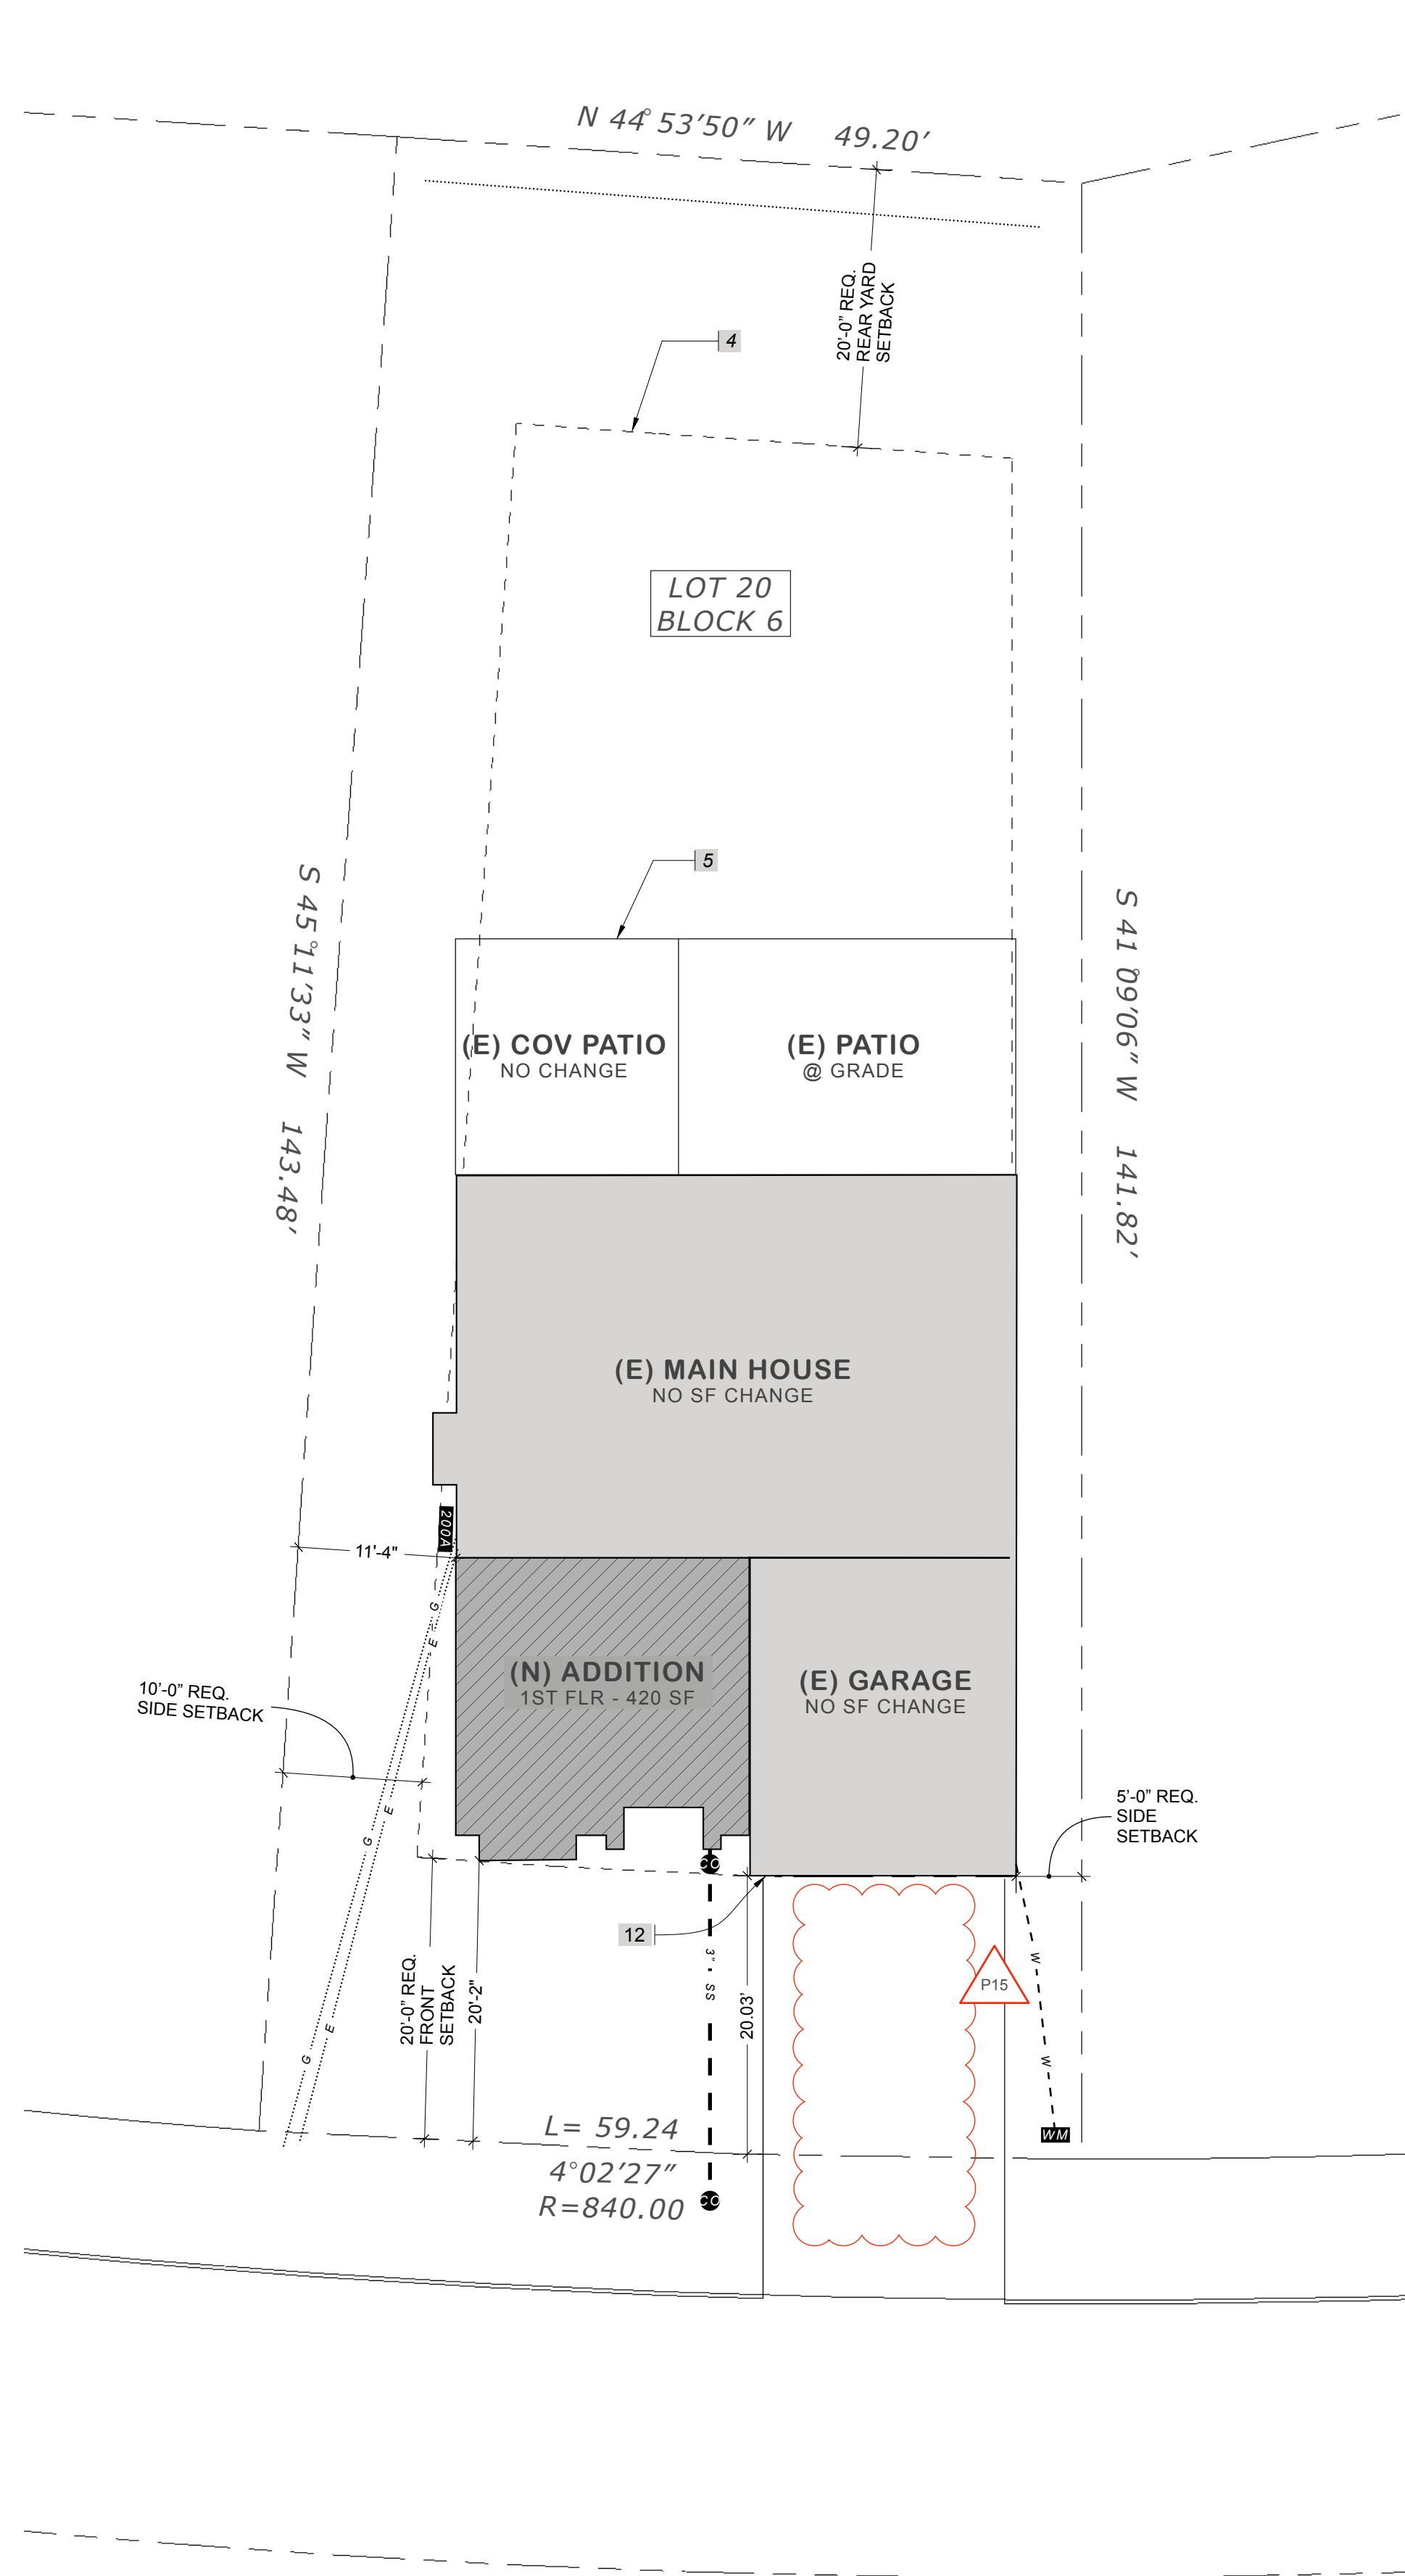 N 44° 53’50” W 49.20’
20’-0” REQ.
REAR YARD
SETBACK
4
LOT 20
BLOCK 6
5
S 45°11’33” W 143.48’
S 41°09’06” W 141.82’
(E) COV PATIO
NO CHANGE
(E) PATIO
@ GRADE
(E) MAIN HOUSE
NO SF CHANGE
200A
11'-4"
G
E
(N) ADDITION
1ST FLR - 420 SF
(E) GARAGE
NO SF CHANGE
10’-0” REQ.
SIDE SETBACK
5’-0” REQ.
SIDE
SETBACK
E
G
CO
12
20’-0” REQ.
FRONT
SETBACK
20'-2"
3" SS
20.03'
P15
W
W
G
E
L= 59.24
4°02’27”
R=840.00
CO
WM